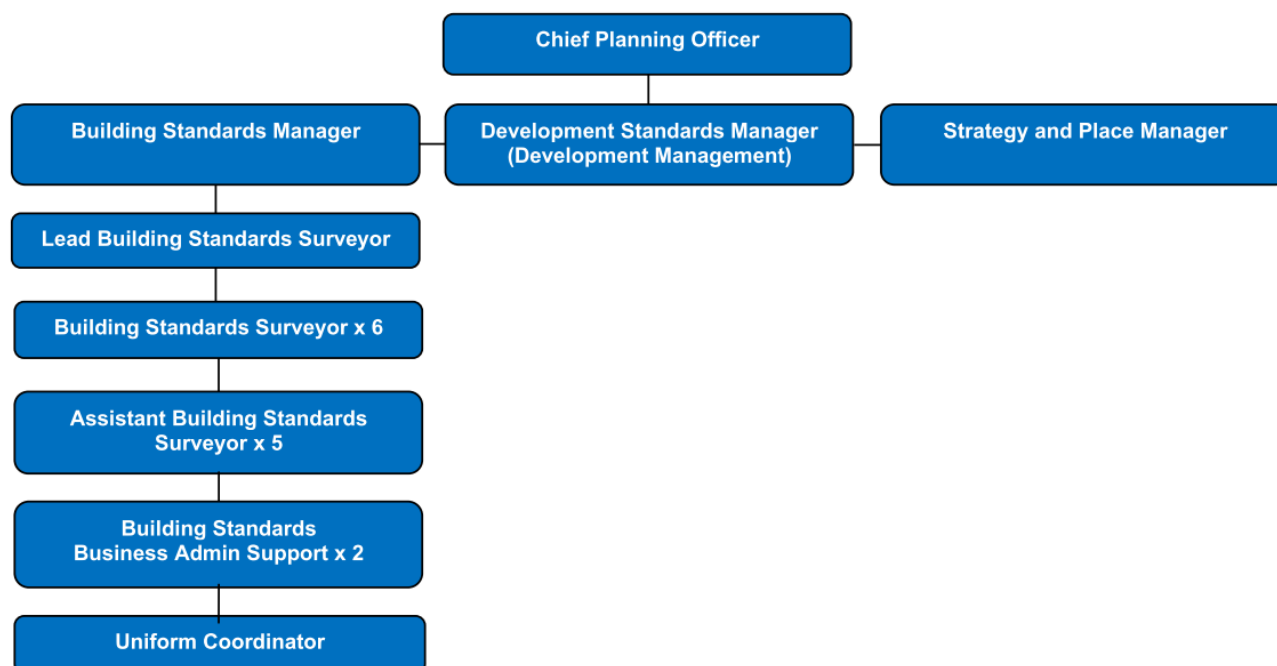 Chief Planning Officer
Building Standards Manager
Development Standards Manager
(Development Management)
Strategy and Place Manager
Lead Building Standards Surveyor
Building Standards Surveyor x 6
Assistant Building Standards
Surveyor x 5
Building Standards
Business Admin Support x 2
Uniform Coordinator